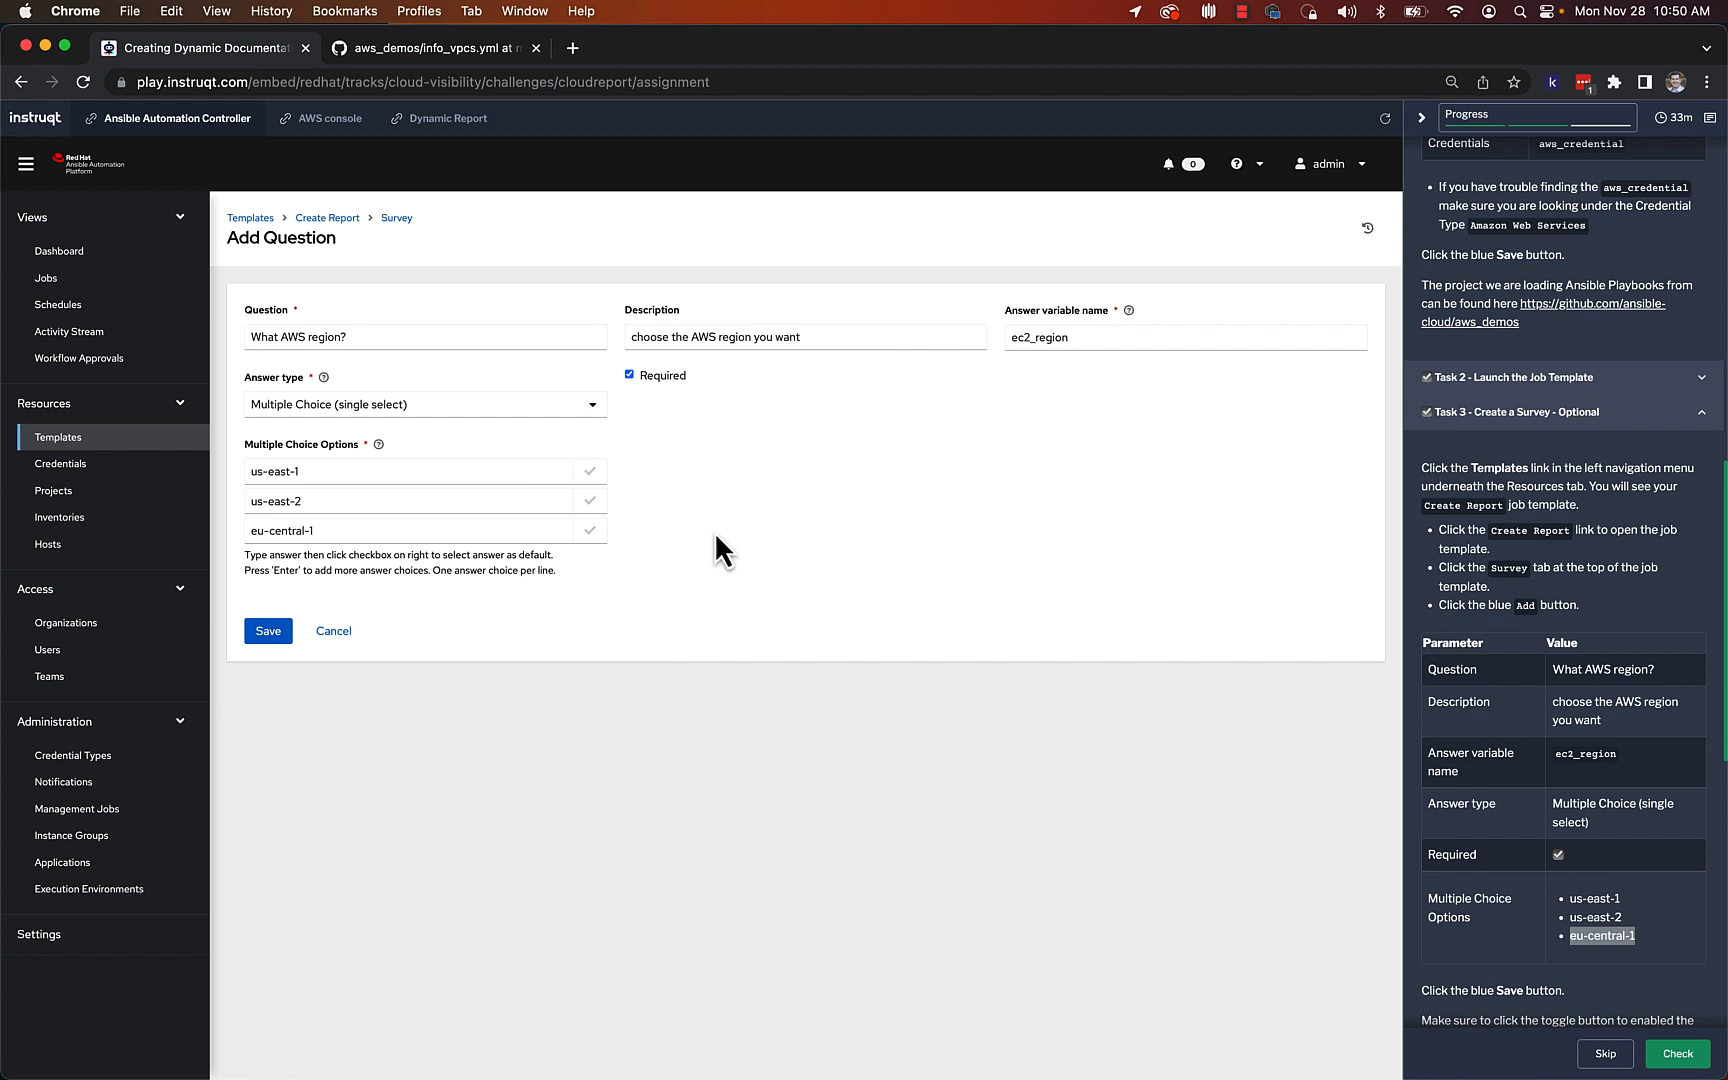 Chrome File Edit View History Bookmarks Profiles Tab Window Help Mon Nov 28 10:50 AM
Creating Dynamic Documentat
aws_demos/info_vpcs.yml at
play.instruqt.com/embed/redhat/tracks/cloud-visibility/challenges/cloudreport/assignment
k
1
instruqt Ansible Automation Controller AWS console Dynamic Report
Progress
33m
Red Hat
Ansible Automation
Platform
0
admin
Views
Dashboard
Jobs
Schedules
Activity Stream
Workflow Approvals
Resources
Templates
Credentials
Projects
Inventories
Hosts
Access
Organizations
Users
Teams
Administration
Credential Types
Notifications
Management Jobs
Instance Groups
Applications
Execution Environments
Settings
Templates > Create Report > Survey
Add Question
Question *
What AWS region?
Description
choose the AWS region you want
Answer variable name *
ec2_region
Answer type *
Multiple Choice (single select)
Required
Multiple Choice Options *
us-east-1
us-east-2
eu-central-1
Type answer then click checkbox on right to select answer as default.
Press 'Enter' to add more answer choices. One answer choice per line.
Save Cancel
Credentials aws_credential
• If you have trouble finding the aws_credential
make sure you are looking under the Credential
Type Amazon Web Services
Click the blue Save button.
The project we are loading Ansible Playbooks from
can be found here https://github.com/ansible-
cloud/aws_demos
Task 2 - Launch the Job Template
Task 3 - Create a Survey - Optional
Click the Templates link in the left navigation menu
underneath the Resources tab. You will see your
Create Report job template.
• Click the Create Report link to open the job
template.
• Click the Survey tab at the top of the job
template.
• Click the blue Add button.
Parameter Value
Question What AWS region?
Description choose the AWS region
you want
Answer variable
name
ec2_region
Answer type Multiple Choice (single
select)
Required
Multiple Choice
Options
• us-east-1
• us-east-2
• eu-central-1
Click the blue Save button.
Make sure to click the toggle button to enabled the
Skip Check